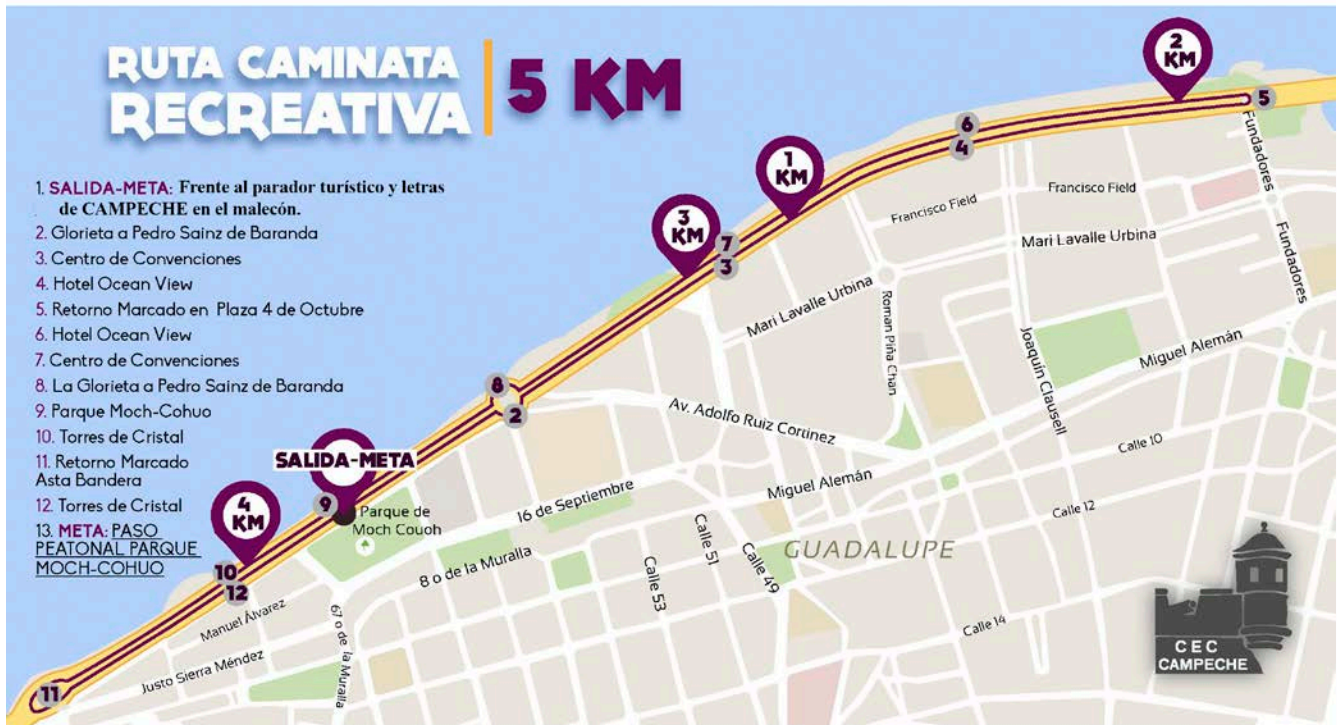 RUTA CAMINATA
RECREATIVA
5 KM
1. SALIDA-META: Frente al parador turístico y letras
de CAMPECHE en el malecón.
2. Glorieta a Pedro Sainz de Baranda
3. Centro de Convenciones
4. Hotel Ocean View
5. Retorno Marcado en Plaza 4 de Octubre
6. Hotel Ocean View
7. Centro de Convenciones
8. La Glorieta a Pedro Sainz de Baranda
9. Parque Moch-Cohuo
10. Torres de Cristal
11. Retorno Marcado
Asta Bandera
12. Torres de Cristal
13. META: PASO
PEATONAL PARQUE
MOCH-COHUO
2
KM
5
6
4
1
KM
3
KM
7
3
Fundadores
Francisco Field
Francisco Field
Mari Lavalle Urbina
Mari Lavalle Urbina
Fundadores
Roman Piña Chan
Joaquín Clausell
Miguel Alemán
8
2
Av. Adolfo Ruiz Cortinez
Calle 10
SALIDA-META
9
Parque de
Moch Couoh
16 de Septiembre
Miguel Alemán
Calle 12
4
KM
8 o de la Muralla
Calle 51
Calle 49
Calle 53
GUADALUPE
10
12
Manuel Álvarez
67 o de la Muralla
Calle 14
Justo Sierra Méndez
11
CEC
CAMPECHE